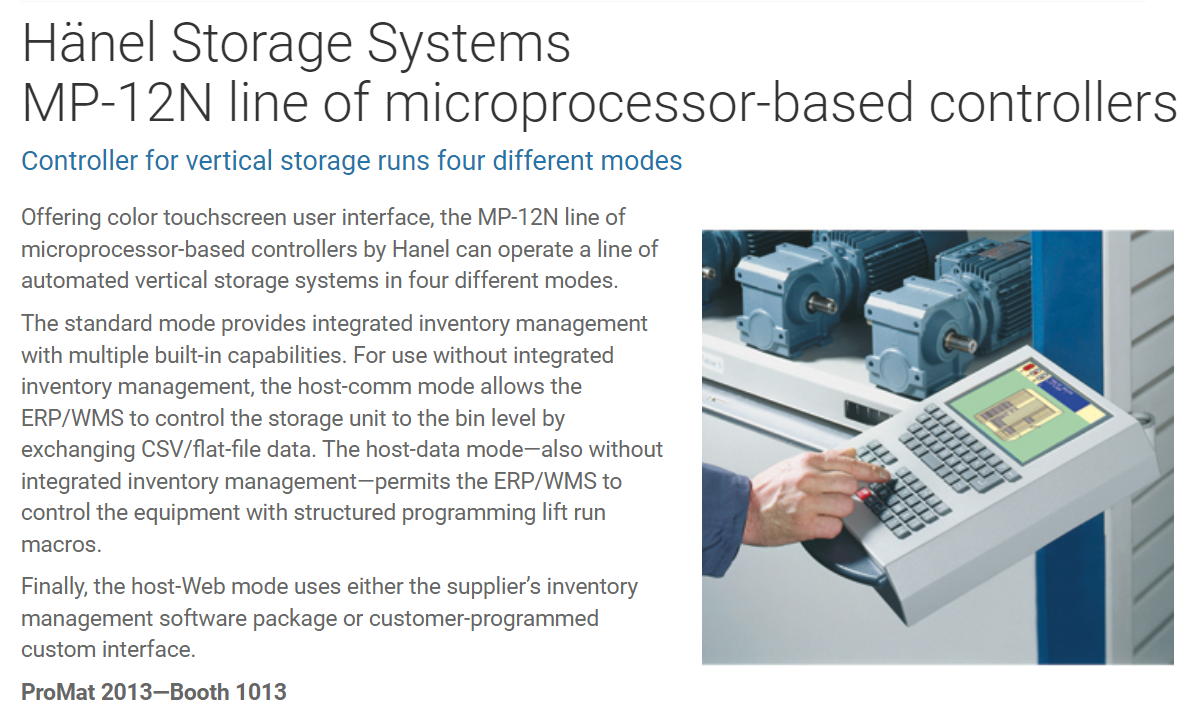 Hänel Storage Systems
MP-12N line of microprocessor-based controllers
Controller for vertical storage runs four different modes
Offering color touchscreen user interface, the MP-12N line of
microprocessor-based controllers by Hanel can operate a line of
automated vertical storage systems in four different modes.
The standard mode provides integrated inventory management
with multiple built-in capabilities. For use without integrated
inventory management, the host-comm mode allows the
ERP/WMS to control the storage unit to the bin level by
exchanging CSV/flat-file data. The host-data mode—also without
integrated inventory management—permits the ERP/WMS to
control the equipment with structured programming lift run
macros.
Finally, the host-Web mode uses either the supplier’s inventory
management software package or customer-programmed
custom interface.
ProMat 2013—Booth 1013